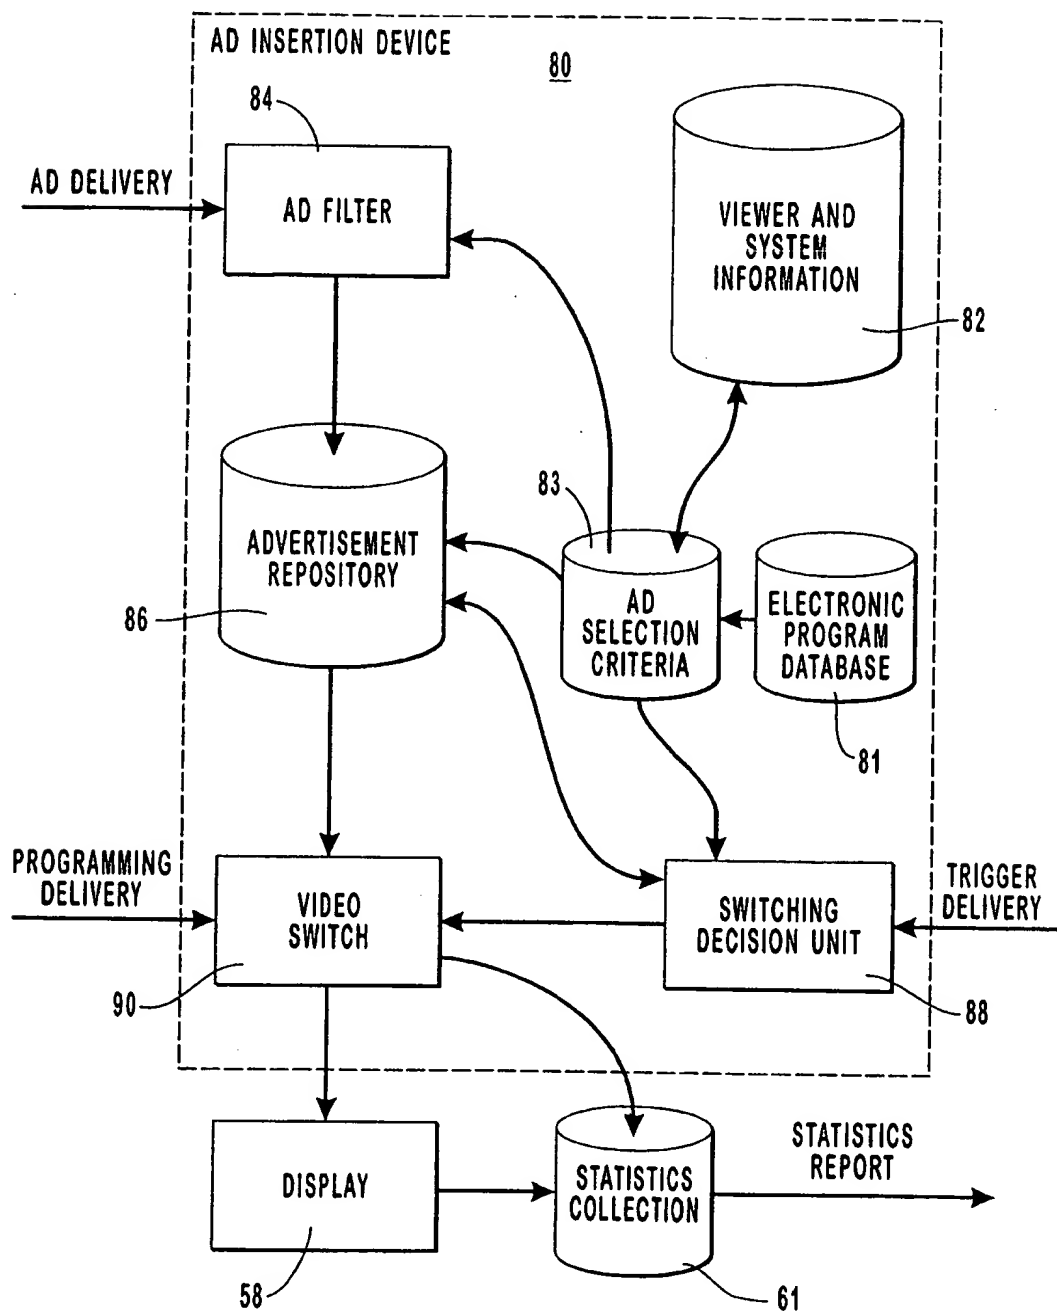 AD INSERTION DEVICE
80
84
AD DELIVERY
AD FILTER
VIEWER AND
SYSTEM
INFORMATION
82
83
ADVERTISEMENT
REPOSITORY
86
AD
SELECTION
CRITERIA
ELECTRONIC
PROGRAM
DATABASE
81
PROGRAMMING
DELIVERY
VIDEO
SWITCH
90
SWITCHING
DECISION UNIT
88
TRIGGER
DELIVERY
DISPLAY
58
STATISTICS
COLLECTION
61
STATISTICS
REPORT